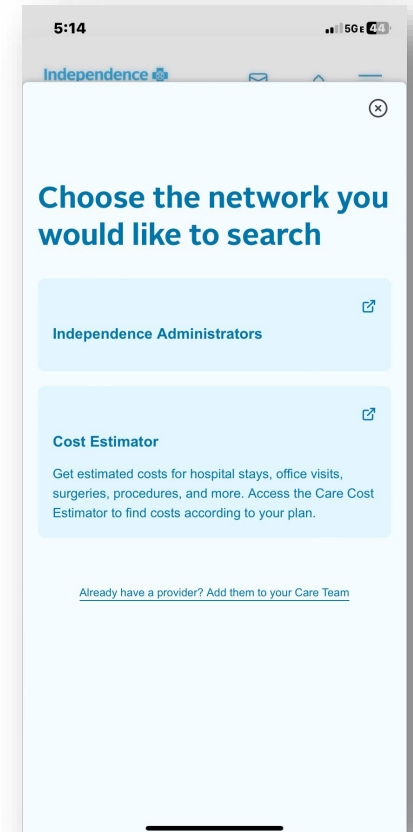 5:14
5G E 44
Independence
Choose the network you
would like to search
Independence Administrators
Cost Estimator
Get estimated costs for hospital stays, office visits,
surgeries, procedures, and more. Access the Care Cost
Estimator to find costs according to your plan.
Already have a provider? Add them to your Care Team